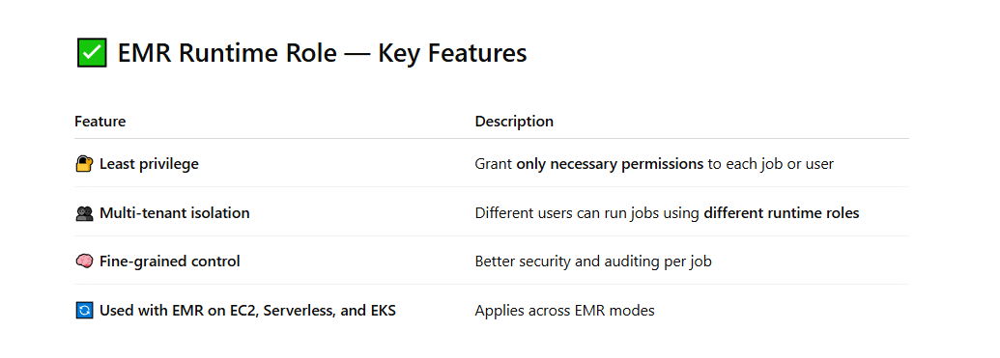 ✅ EMR Runtime Role — Key Features
Feature Description
🔐 Least privilege Grant only necessary permissions to each job or user
👥 Multi-tenant isolation Different users can run jobs using different runtime roles
🧠 Fine-grained control Better security and auditing per job
🔄 Used with EMR on EC2, Serverless, and EKS Applies across EMR modes